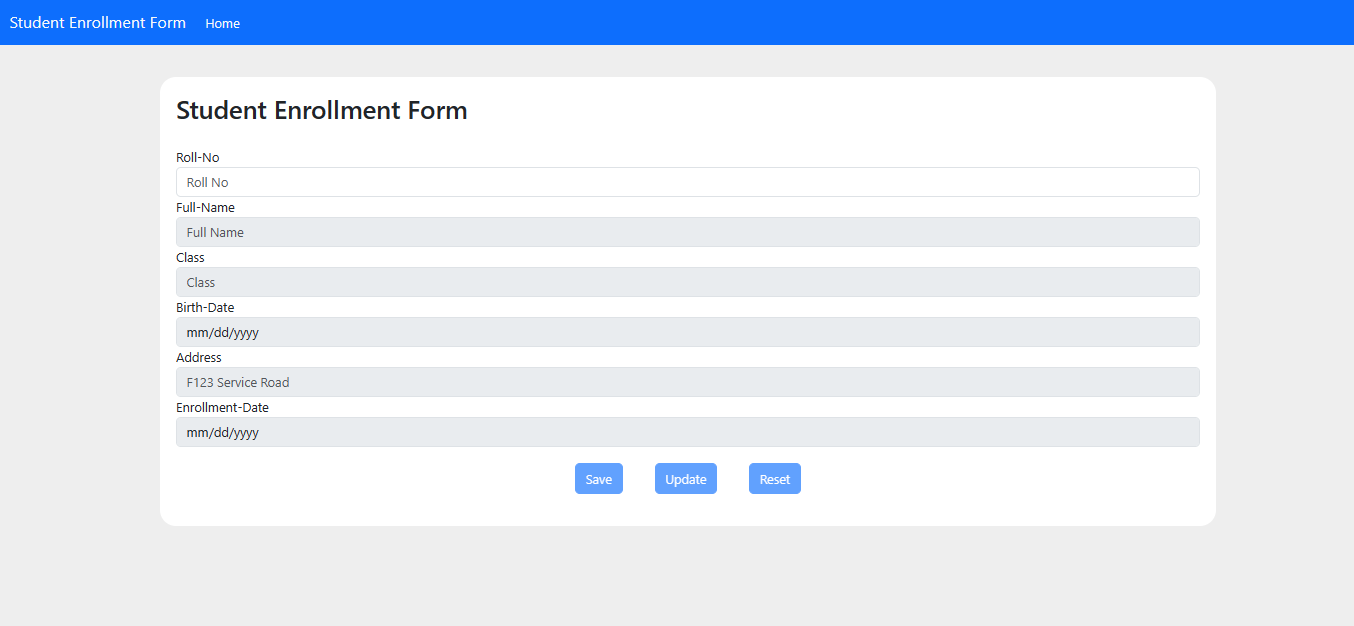 Student Enrollment Form Home
Student Enrollment Form
Roll-No
Roll No
Full-Name
Full Name
Class
Class
Birth-Date
mm/dd/yyyy
Address
F123 Service Road
Enrollment-Date
mm/dd/yyyy
Save Update Reset